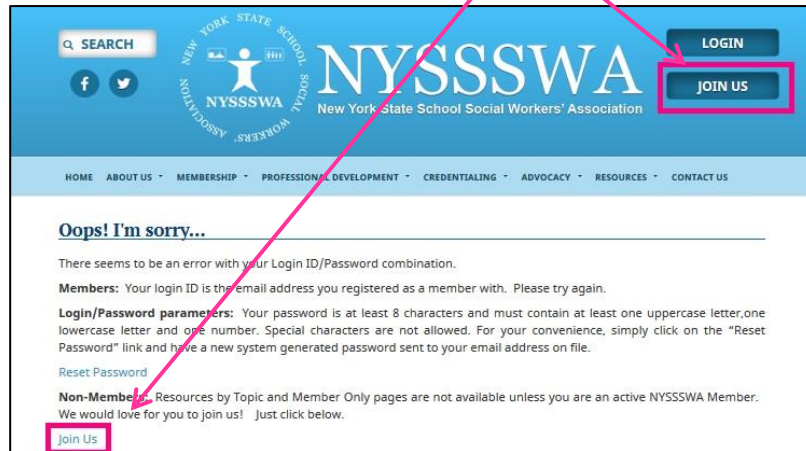 SEARCH
NEW YORK STATE SCHOOL SOCIAL WORKERS' ASSOCIATION
NYSSSWA
NYSSSWA
New York State School Social Workers' Association
LOGIN
JOIN US
HOME ABOUT US MEMBERSHIP PROFESSIONAL DEVELOPMENT CREDENTIALING ADVOCACY RESOURCES CONTACT US
Oops! I'm sorry...
There seems to be an error with your Login ID/Password combination.
Members: Your login ID is the email address you registered as a member with. Please try again.
Login/Password parameters: Your password is at least 8 characters and must contain at least one uppercase letter,one
lowercase letter and one number. Special characters are not allowed. For your convenience, simply click on the "Reset
Password" link and have a new system generated password sent to your email address on file.
Reset Password
Non-Members: Resources by Topic and Member Only pages are not available unless you are an active NYSSSWA Member.
We would love for you to join us! Just click below.
Join Us